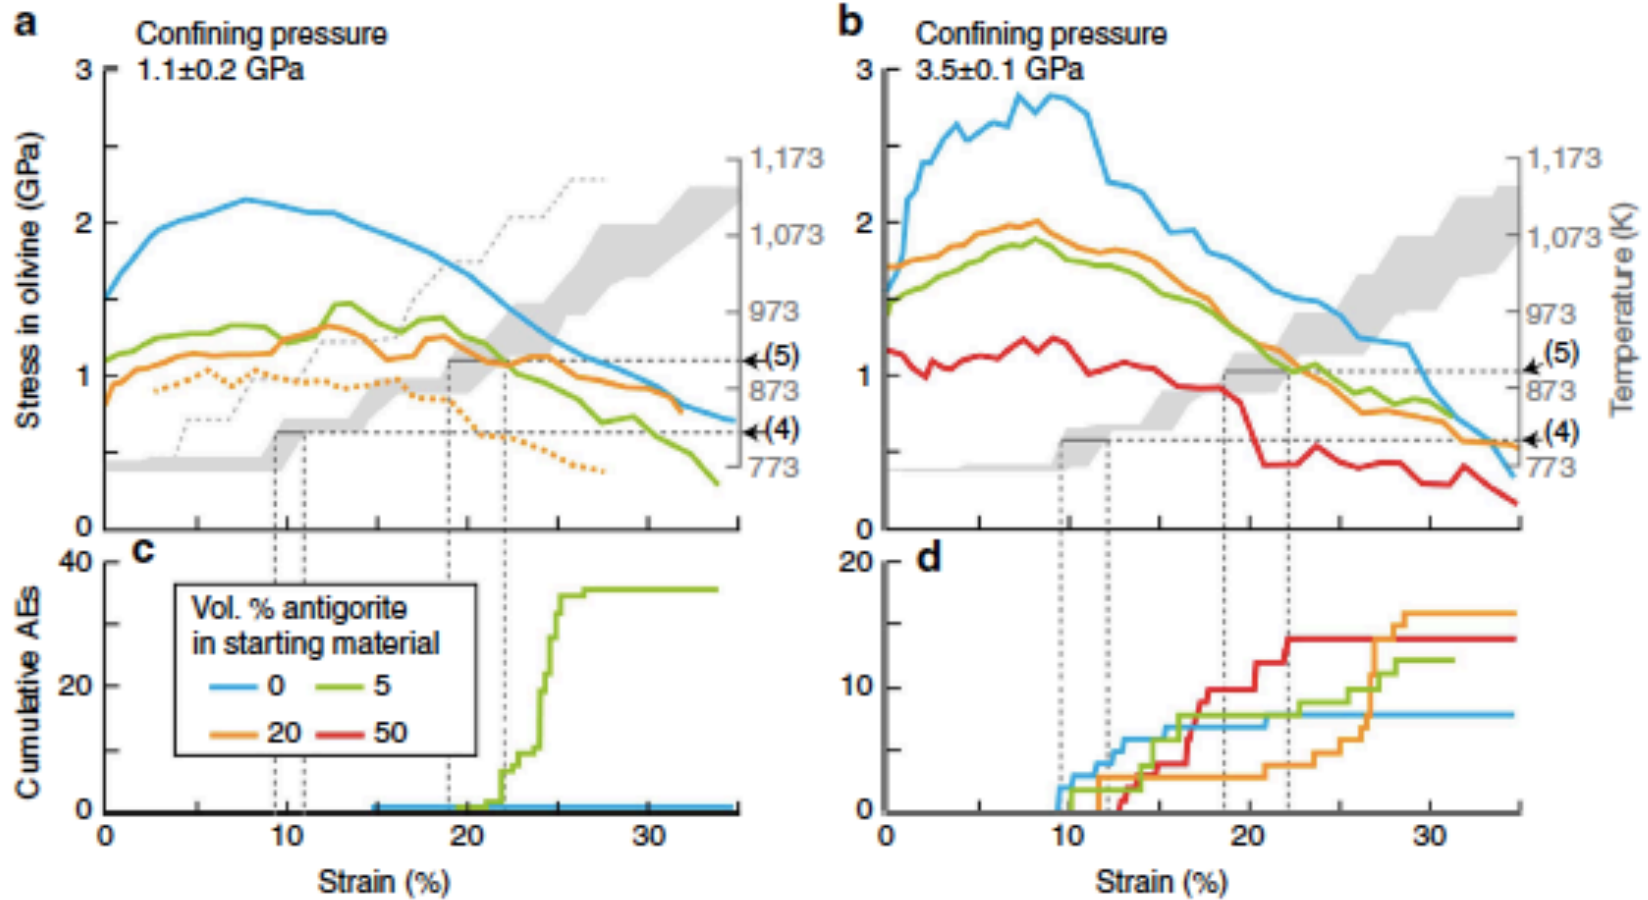 a
Confining pressure
1.1±0.2 GPa
3
2
1
0
Stress in olivine (GPa)
1,173
1,073
973
873
773
(5)
(4)
b
Confining pressure
3.5±0.1 GPa
3
2
1
0
1,173
1,073
973
873
773
(5)
(4)
Temperature (K)
c
40
20
0
Cumulative AEs
Vol. % antigorite
in starting material
0 5
20 50
0 10 20 30
Strain (%)
d
20
10
0
0 10 20 30
Strain (%)